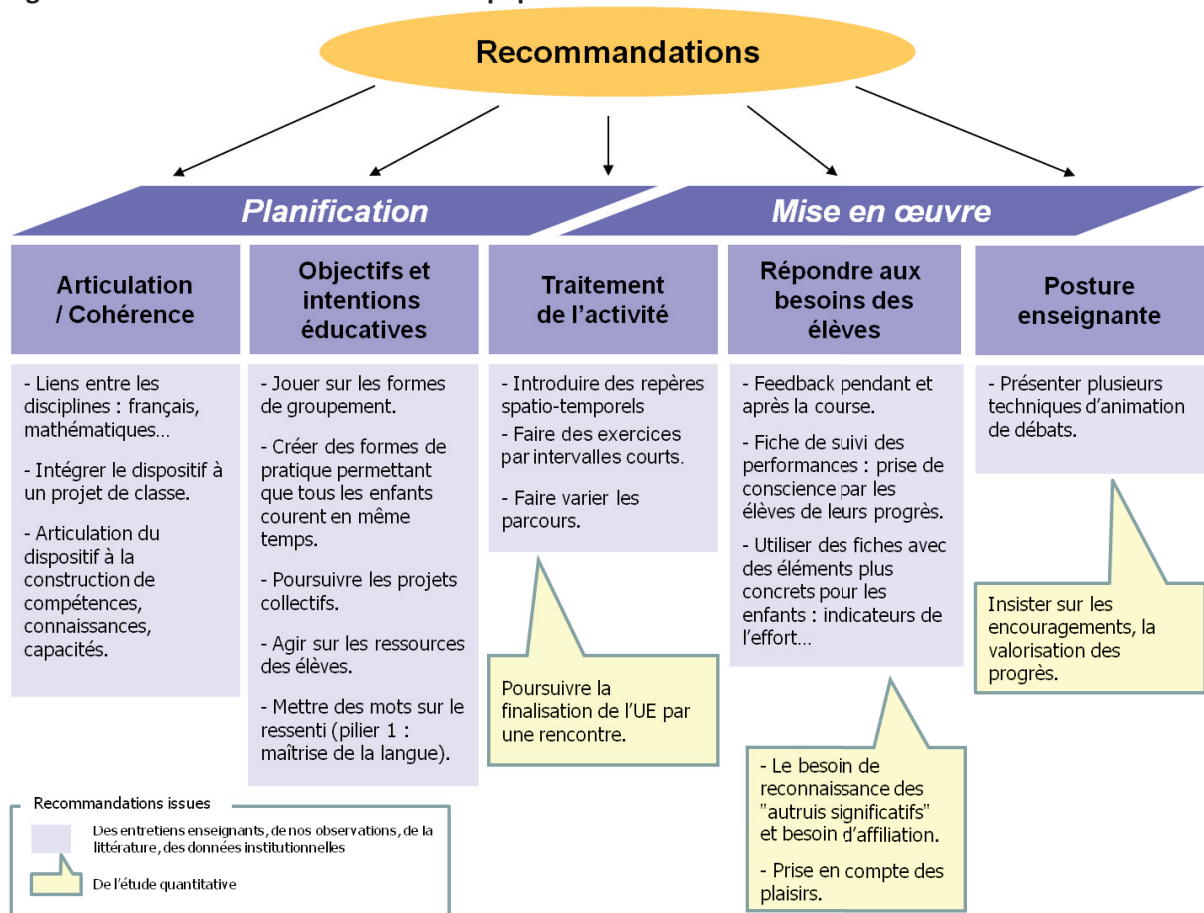 Recommandations
Planification
Mise en œuvre
Articulation
/ Cohérence
- Liens entre les
disciplines : français,
mathématiques…
- Intégrer le dispositif à
un projet de classe.
- Articulation du
dispositif à la
construction de
compétences,
connaissances,
capacités.
Objectifs et
intentions
éducatives
- Jouer sur les formes
de groupement.
- Créer des formes de
pratique permettant
que tous les enfants
courent en même
temps.
- Poursuivre les projets
collectifs.
- Agir sur les ressources
des élèves.
- Mettre des mots sur le
ressenti (pilier 1 :
maîtrise de la langue).
Traitement
de l’activité
- Introduire des repères
spatio-temporels
- Faire des exercices
par intervalles courts.
- Faire varier les
parcours.
Poursuivre la
finalisation de l’UE par
une rencontre.
Répondre aux
besoins des
élèves
- Feedback pendant et
après la course.
- Fiche de suivi des
performances : prise de
conscience par les
élèves de leurs progrès.
- Utiliser des fiches avec
des éléments plus
concrets pour les
enfants : indicateurs de
l’effort…
- Le besoin de
reconnaissance des
"autruis significatifs"
et besoin d’affiliation.
- Prise en compte des
plaisirs.
Posture
enseignante
- Présenter plusieurs
techniques d’animation
de débats.
Insister sur les
encouragements, la
valorisation des
progrès.
Recommandations issues
Des entretiens enseignants, de nos observations, de la
littérature, des données institutionnelles
De l’étude quantitative